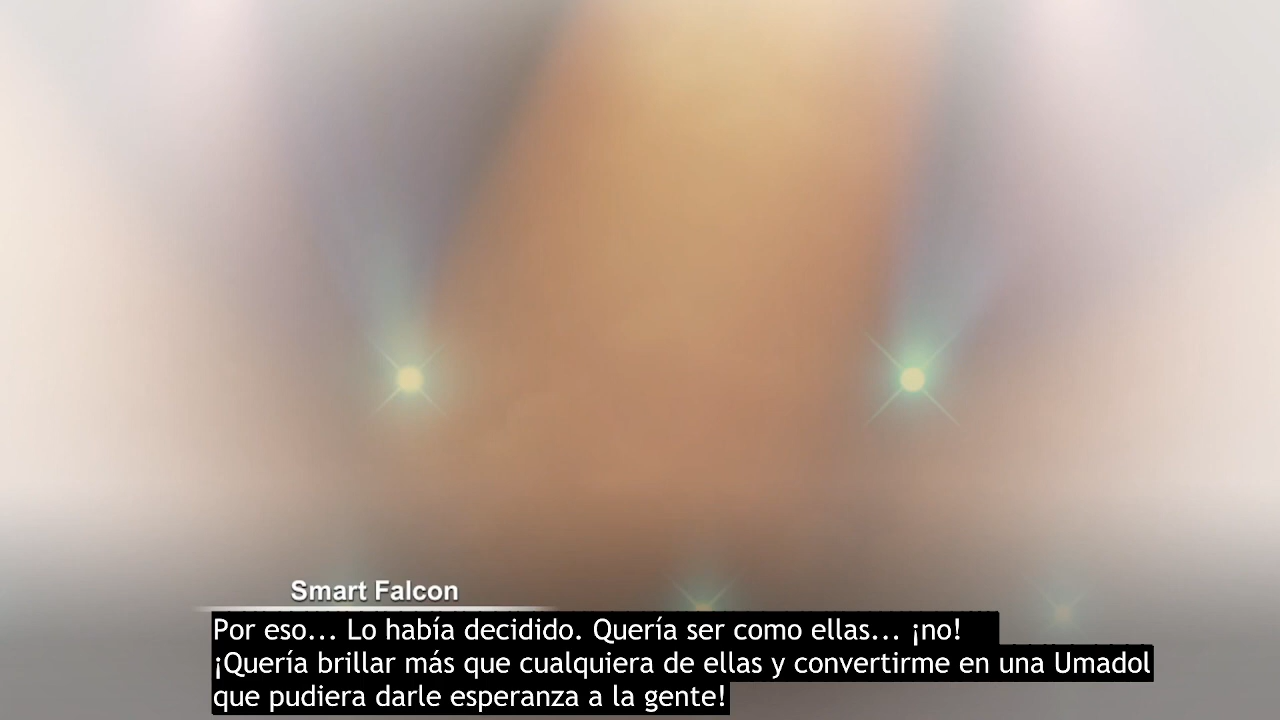 Smart Falcon
Por eso... Lo había decidido. Quería ser como ellas... ¡no!
¡Quería brillar más que cualquiera de ellas y convertirme en una Umadol
que pudiera darle esperanza a la gente!